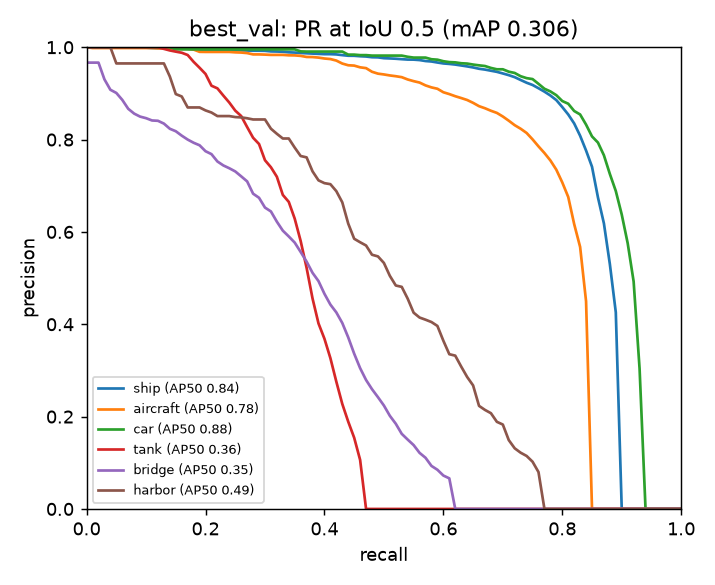 best_val: PR at IoU 0.5 (mAP 0.306)
precision
1.0
0.8
0.6
0.4
0.2
0.0
ship (AP50 0.84)
aircraft (AP50 0.78)
car (AP50 0.88)
tank (AP50 0.36)
bridge (AP50 0.35)
harbor (AP50 0.49)
0.0 0.2 0.4 0.6 0.8 1.0
recall